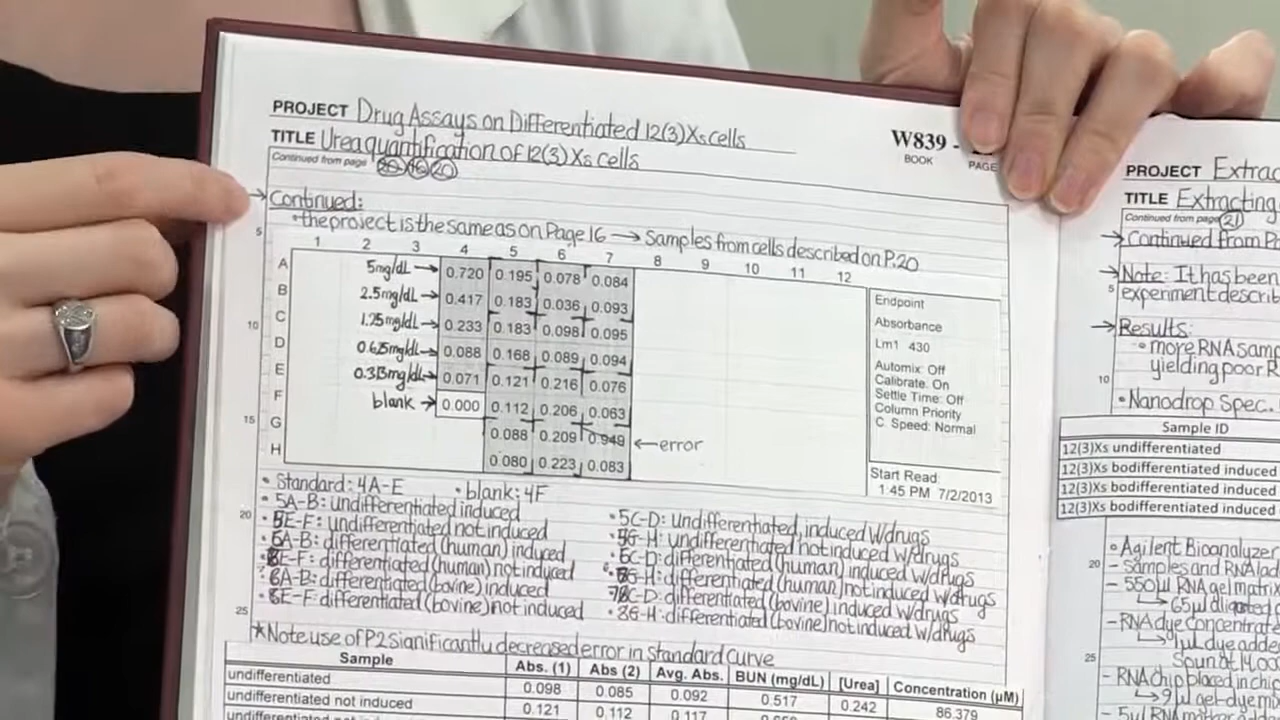 PROJECT Drug Assays on Differentiated 12(3)Xs cells
TITLE Urea quantification of 12(3)Xs cells
W839 -
BOOK PAGE
Continued from page
Continued:
• the project is the same as on Page 16 → Samples from cells described on P.20
5
1 2 3 4 5 6 7 8 9 10 11 12
A 5mg/dL → 0.720 0.195 0.078 0.084
B 2.5mg/dL → 0.417 0.183 0.036 0.093
10 C 1.25mg/dL → 0.233 0.183 0.098 0.095
D 0.625mg/dL → 0.088 0.168 0.089 0.094
E 0.313mg/dL → 0.071 0.121 0.216 0.076
F blank → 0.000 0.112 0.206 0.063
15 G 0.088 0.209 0.949 ← error
H 0.080 0.223 0.083
Endpoint
Absorbance
Lm1 430
Automix: Off
Calibrate: On
Settle Time: Off
Column Priority
C. Speed: Normal
Start Read:
1:45 PM 7/2/2013
• Standard: 4A-E • blank: 4F
• 5A-B: undifferentiated induced
20 • 5E-F: undifferentiated not induced
• 6A-B: differentiated (human) induced
E-F: differentiated (human) not induced
A-B: differentiated (bovine) induced
E-F: differentiated (bovine) not induced
25
• 5C-D: undifferentiated, induced w/drugs
G-H: undifferentiated not induced w/drugs
• 6C-D: differentiated (human) induced w/drugs
G-H: differentiated (human) not induced w/drugs
C-D: differentiated (bovine) induced w/drugs
G-H: differentiated (bovine) not induced w/drugs
*Note use of P2 significantly decreased error in standard curve
Sample Abs. (1) Abs (2) Avg. Abs. BUN (mg/dL) [Urea] Concentration (µM)
undifferentiated 0.098 0.085 0.092 0.517 0.242 86.379
undifferentiated not induced 0.121 0.112 0.117
PROJECT Extrac
TITLE Extracting
Continued from page 21
→ Continued from P
→ Note: It has been
5 experiment describ
→ Results:
• more RNA sam
yielding poor R
10
• Nanodrop Spec.
Sample ID
12(3)Xs undifferentiated
12(3)Xs bodifferentiated induced
12(3)Xs bodifferentiated induced
12(3)Xs bodifferentiated induced
• Agilent Bioanalyzer
20 - Samples and RNA lad
- 550µl RNA gel matrix
65µl aliquoted
- RNA dye concentrate
1µl dye added
Spun at 14,00
25
- RNA chip placed in chip
9µl gel-dye mi